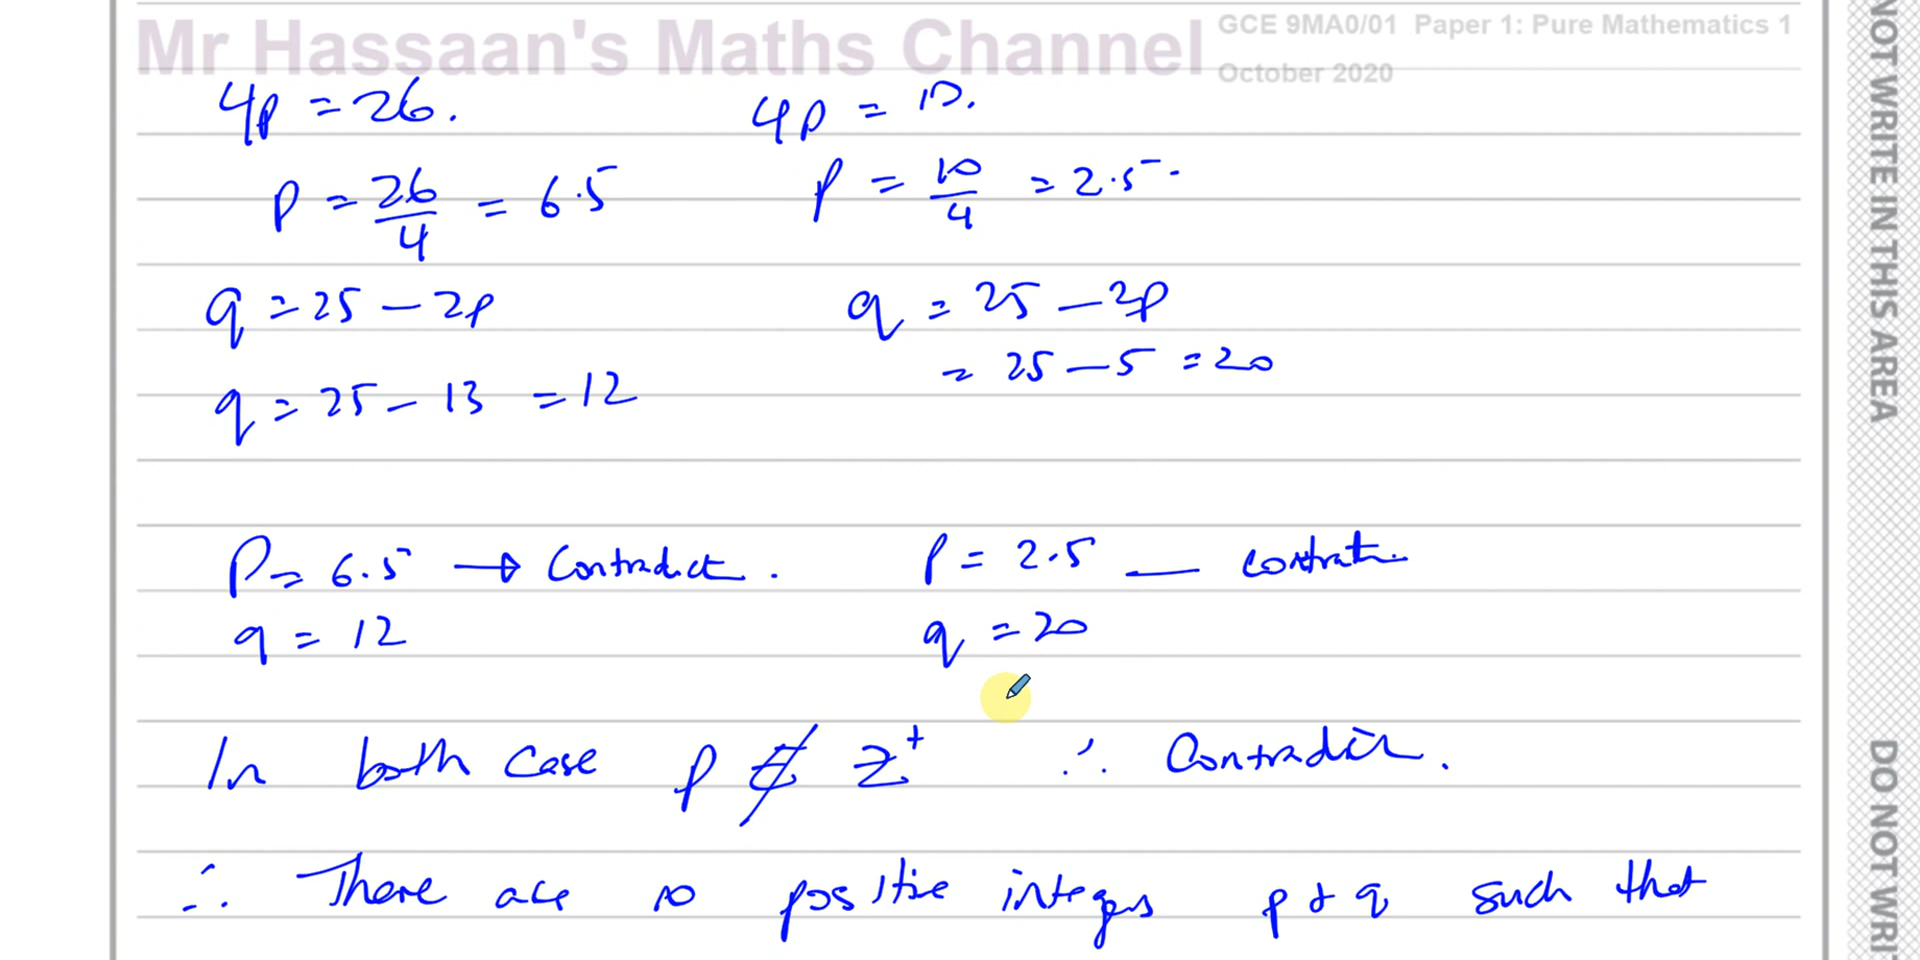 Mr Hassaan's Maths Channel
GCE 9MA0/01 Paper 1: Pure Mathematics 1
October 2020
4p = 26.
4p = 10.
p = 26/4 = 6.5
p = 10/4 = 2.5.
q = 25 - 2p
q = 25 - 2p
= 25 - 5 = 20
q = 25 - 13 = 12
p = 6.5 → Contradict.
p = 2.5 —
q = 12
q = 20
In both case p ∉ Z⁺ ∴
∴ There are no positive integers p + q such that
NOT WRITE IN THIS AREA
DO NOT WRI